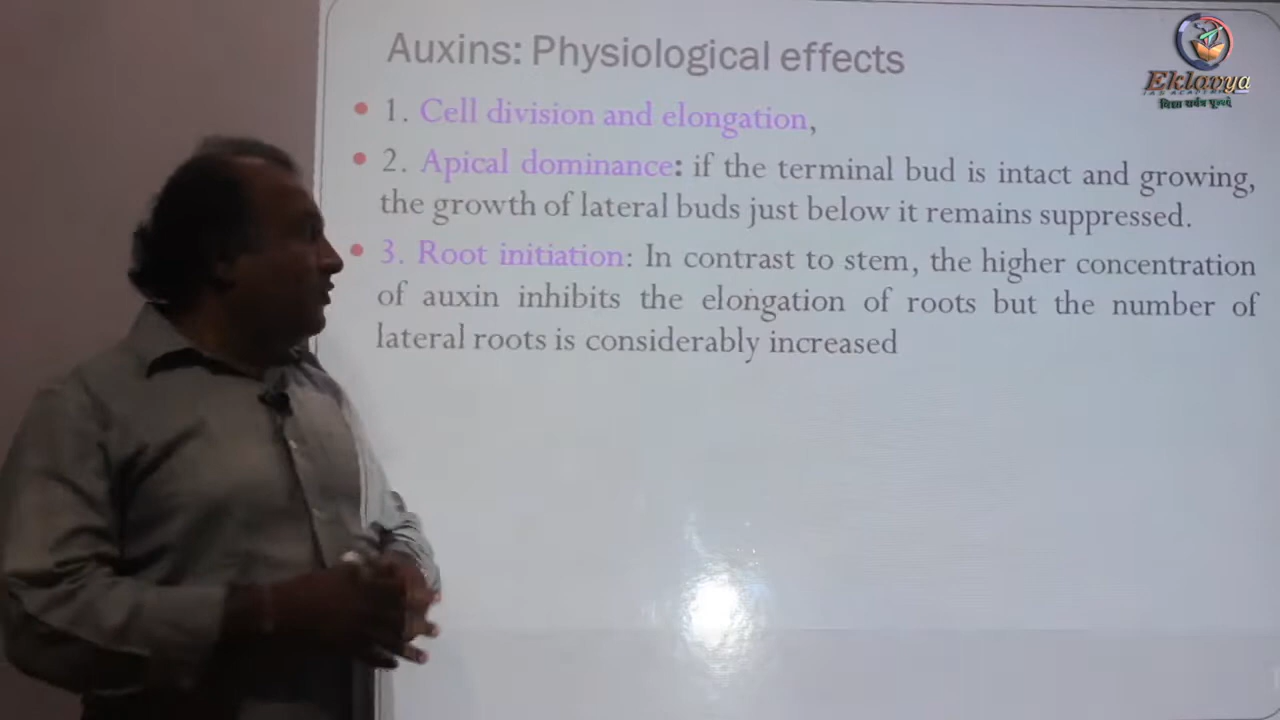 Auxins: Physiological effects
Eklavya
• 1. Cell division and elongation,
• 2. Apical dominance: if the terminal bud is intact and growing,
the growth of lateral buds just below it remains suppressed.
• 3. Root initiation: In contrast to stem, the higher concentration
of auxin inhibits the elongation of roots but the number of
lateral roots is considerably increased